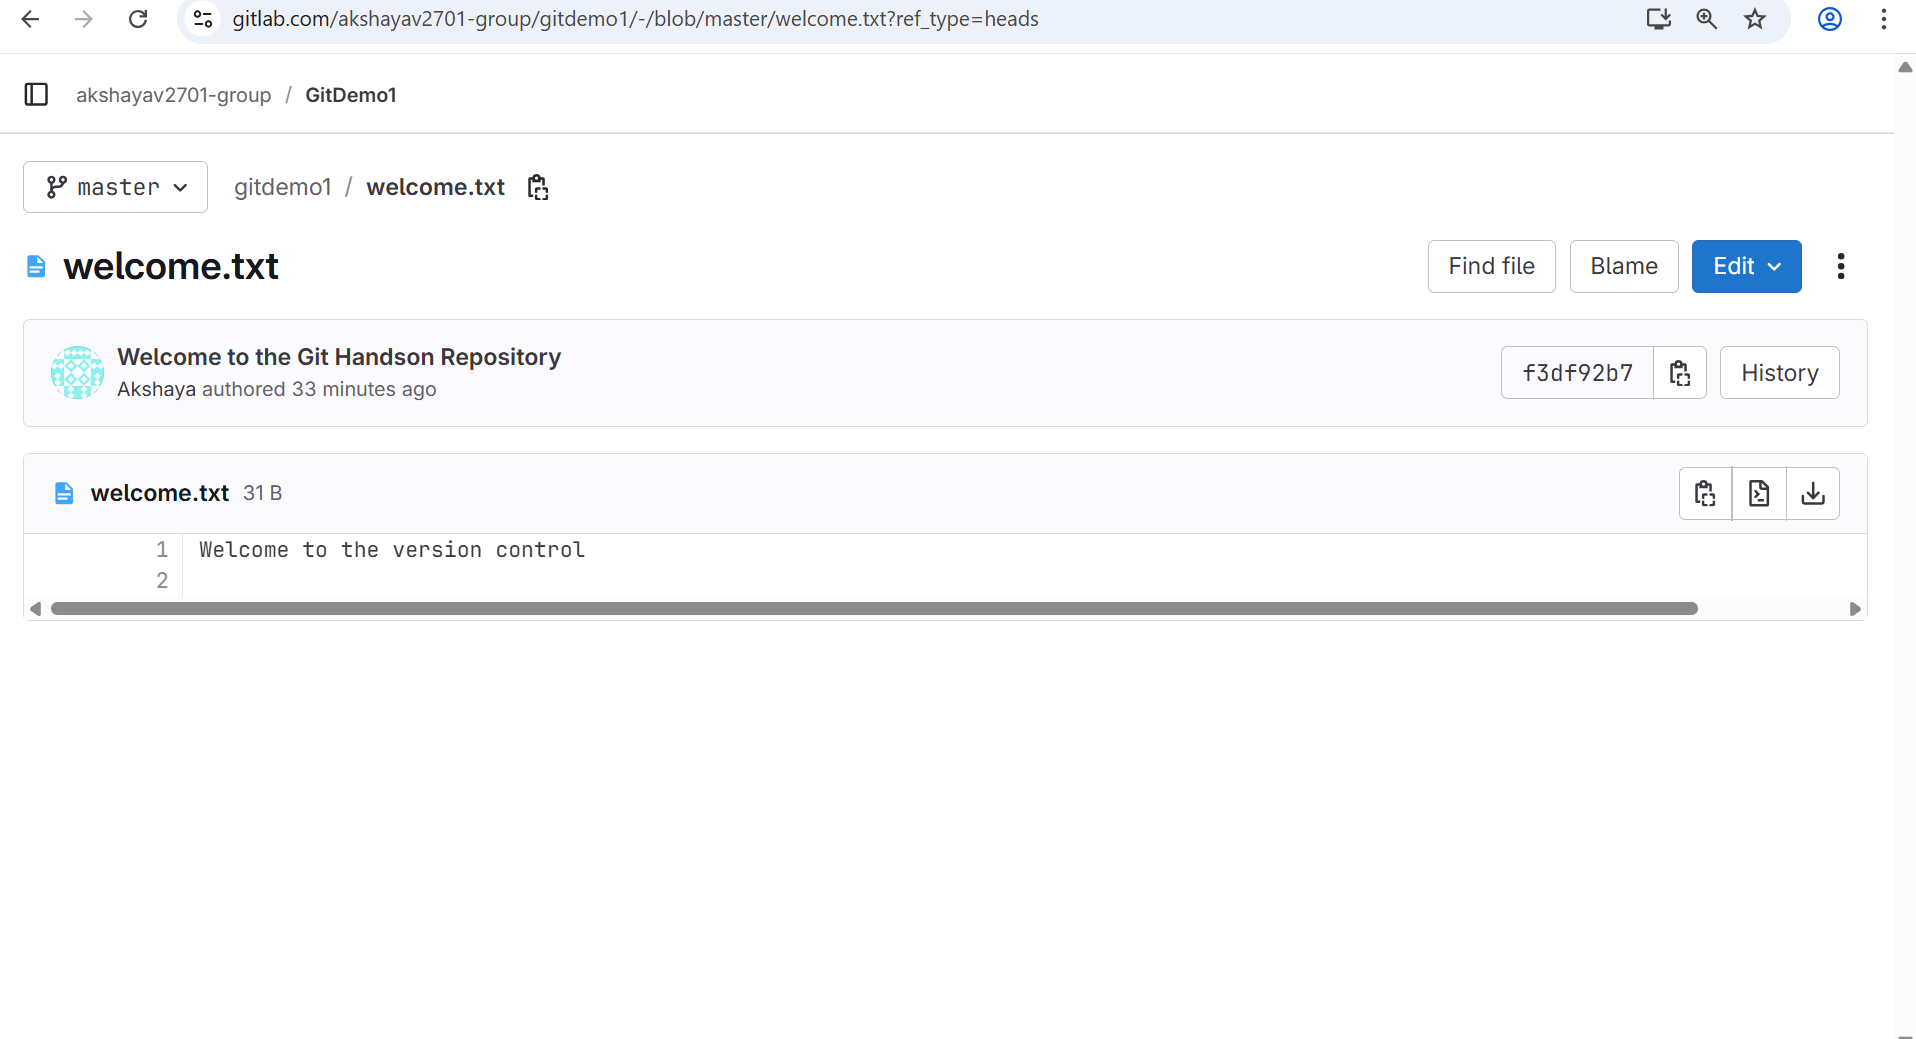 gitlab.com/akshayav2701-group/gitdemo1/-/blob/master/welcome.txt?ref_type=heads
akshayav2701-group / GitDemo1
master gitdemo1 / welcome.txt
welcome.txt Find file Blame Edit
Welcome to the Git Handson Repository
Akshaya authored 33 minutes ago
f3df92b7 History
welcome.txt 31 B
1 Welcome to the version control
2